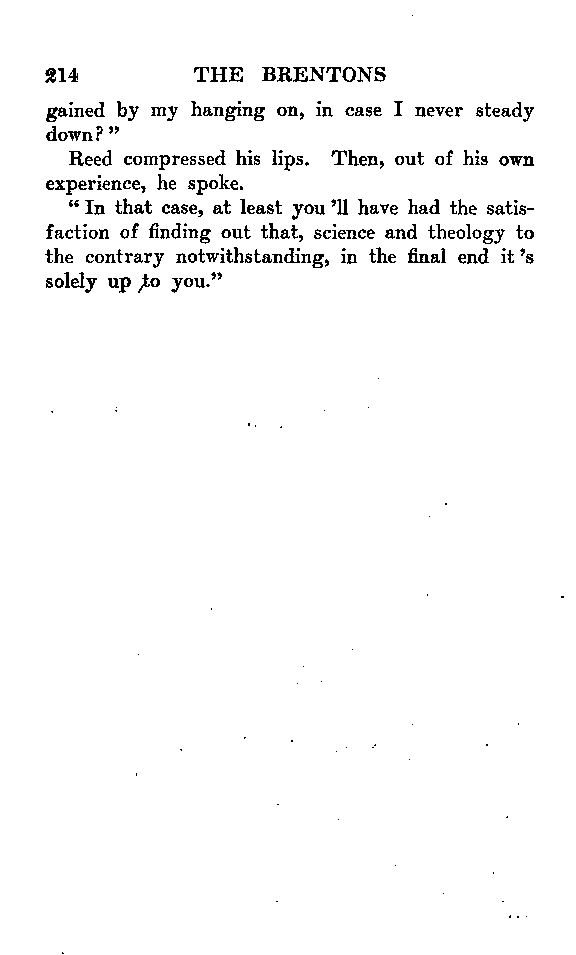 214 THE BRENTONS
gained by my hanging on, in case I never steady
down?"
Reed compressed his lips. Then, out of his own
experience, he spoke.
"In that case, at least you 'll have had the satis-
faction of finding out that, science and theology to
the contrary notwithstanding, in the final end it 's
solely up to you."